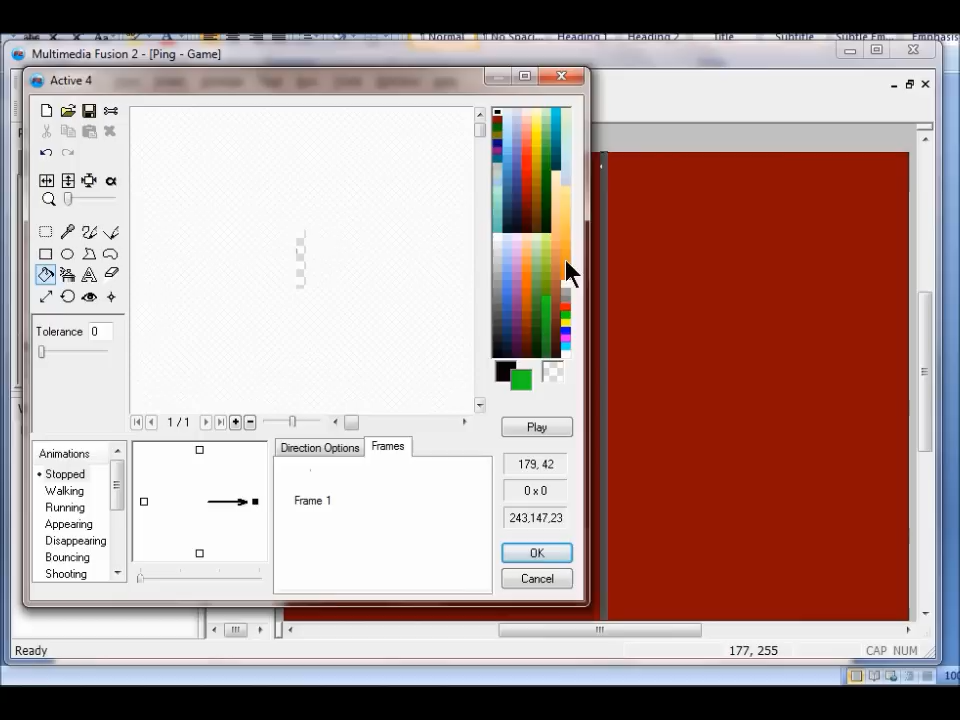 Normal
No Spaci...
Heading 1
Heading 2
Title
Subtitle
Subtle Em...
Emphasis
Multimedia Fusion 2 - [Ping - Game]
Active 4
Tolerance 0
1 / 1
Play
Animations
Stopped
Walking
Running
Appearing
Disappearing
Bouncing
Shooting
Direction Options
Frames
Frame 1
179, 42
0 x 0
243,147,23
OK
Cancel
Ready
177, 255
CAP NUM
100